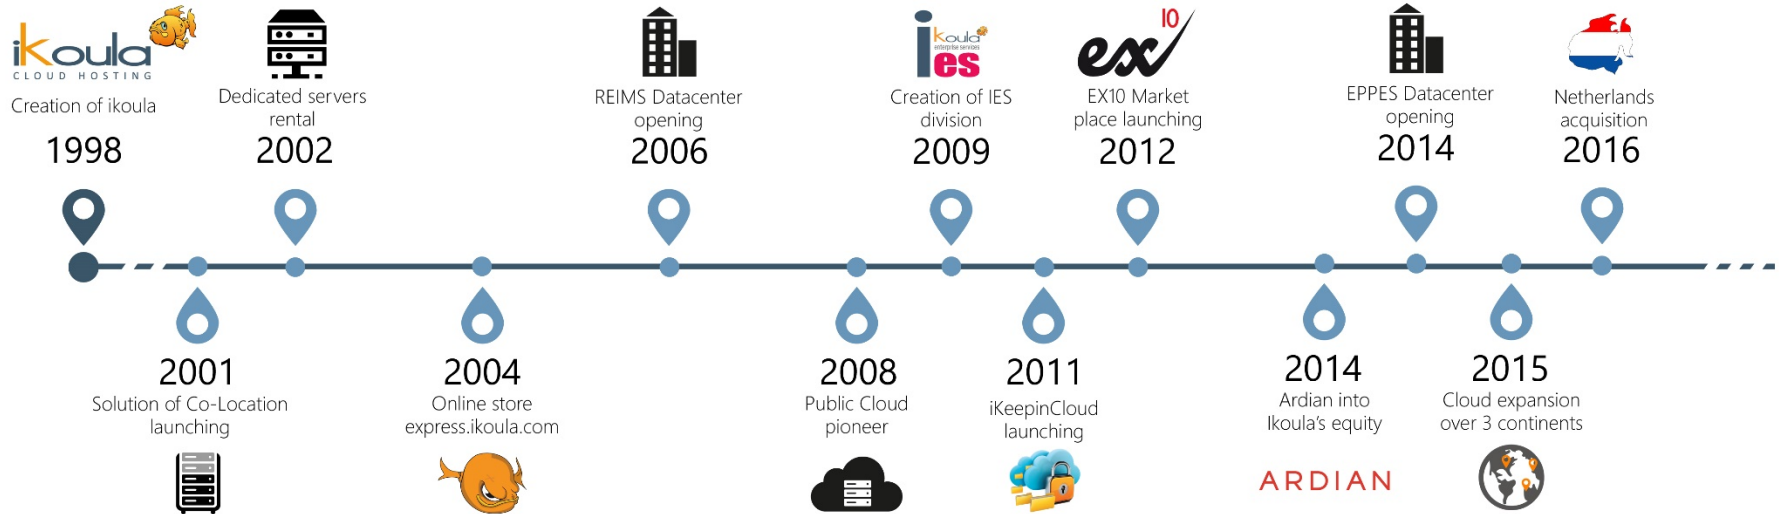 ikoula
CLOUD HOSTING
Creation of ikoula
1998
Dedicated servers
rental
2002
REIMS Datacenter
opening
2006
ikoula
enterprise services
ies
Creation of IES
division
2009
ex10
EX10 Market
place launching
2012
EPPES Datacenter
opening
2014
Netherlands
acquisition
2016
2001
Solution of Co-Location
launching
2004
Online store
express.ikoula.com
2008
Public Cloud
pioneer
2011
iKeepinCloud
launching
2014
Ardian into
Ikoula's equity
ARDIAN
2015
Cloud expansion
over 3 continents